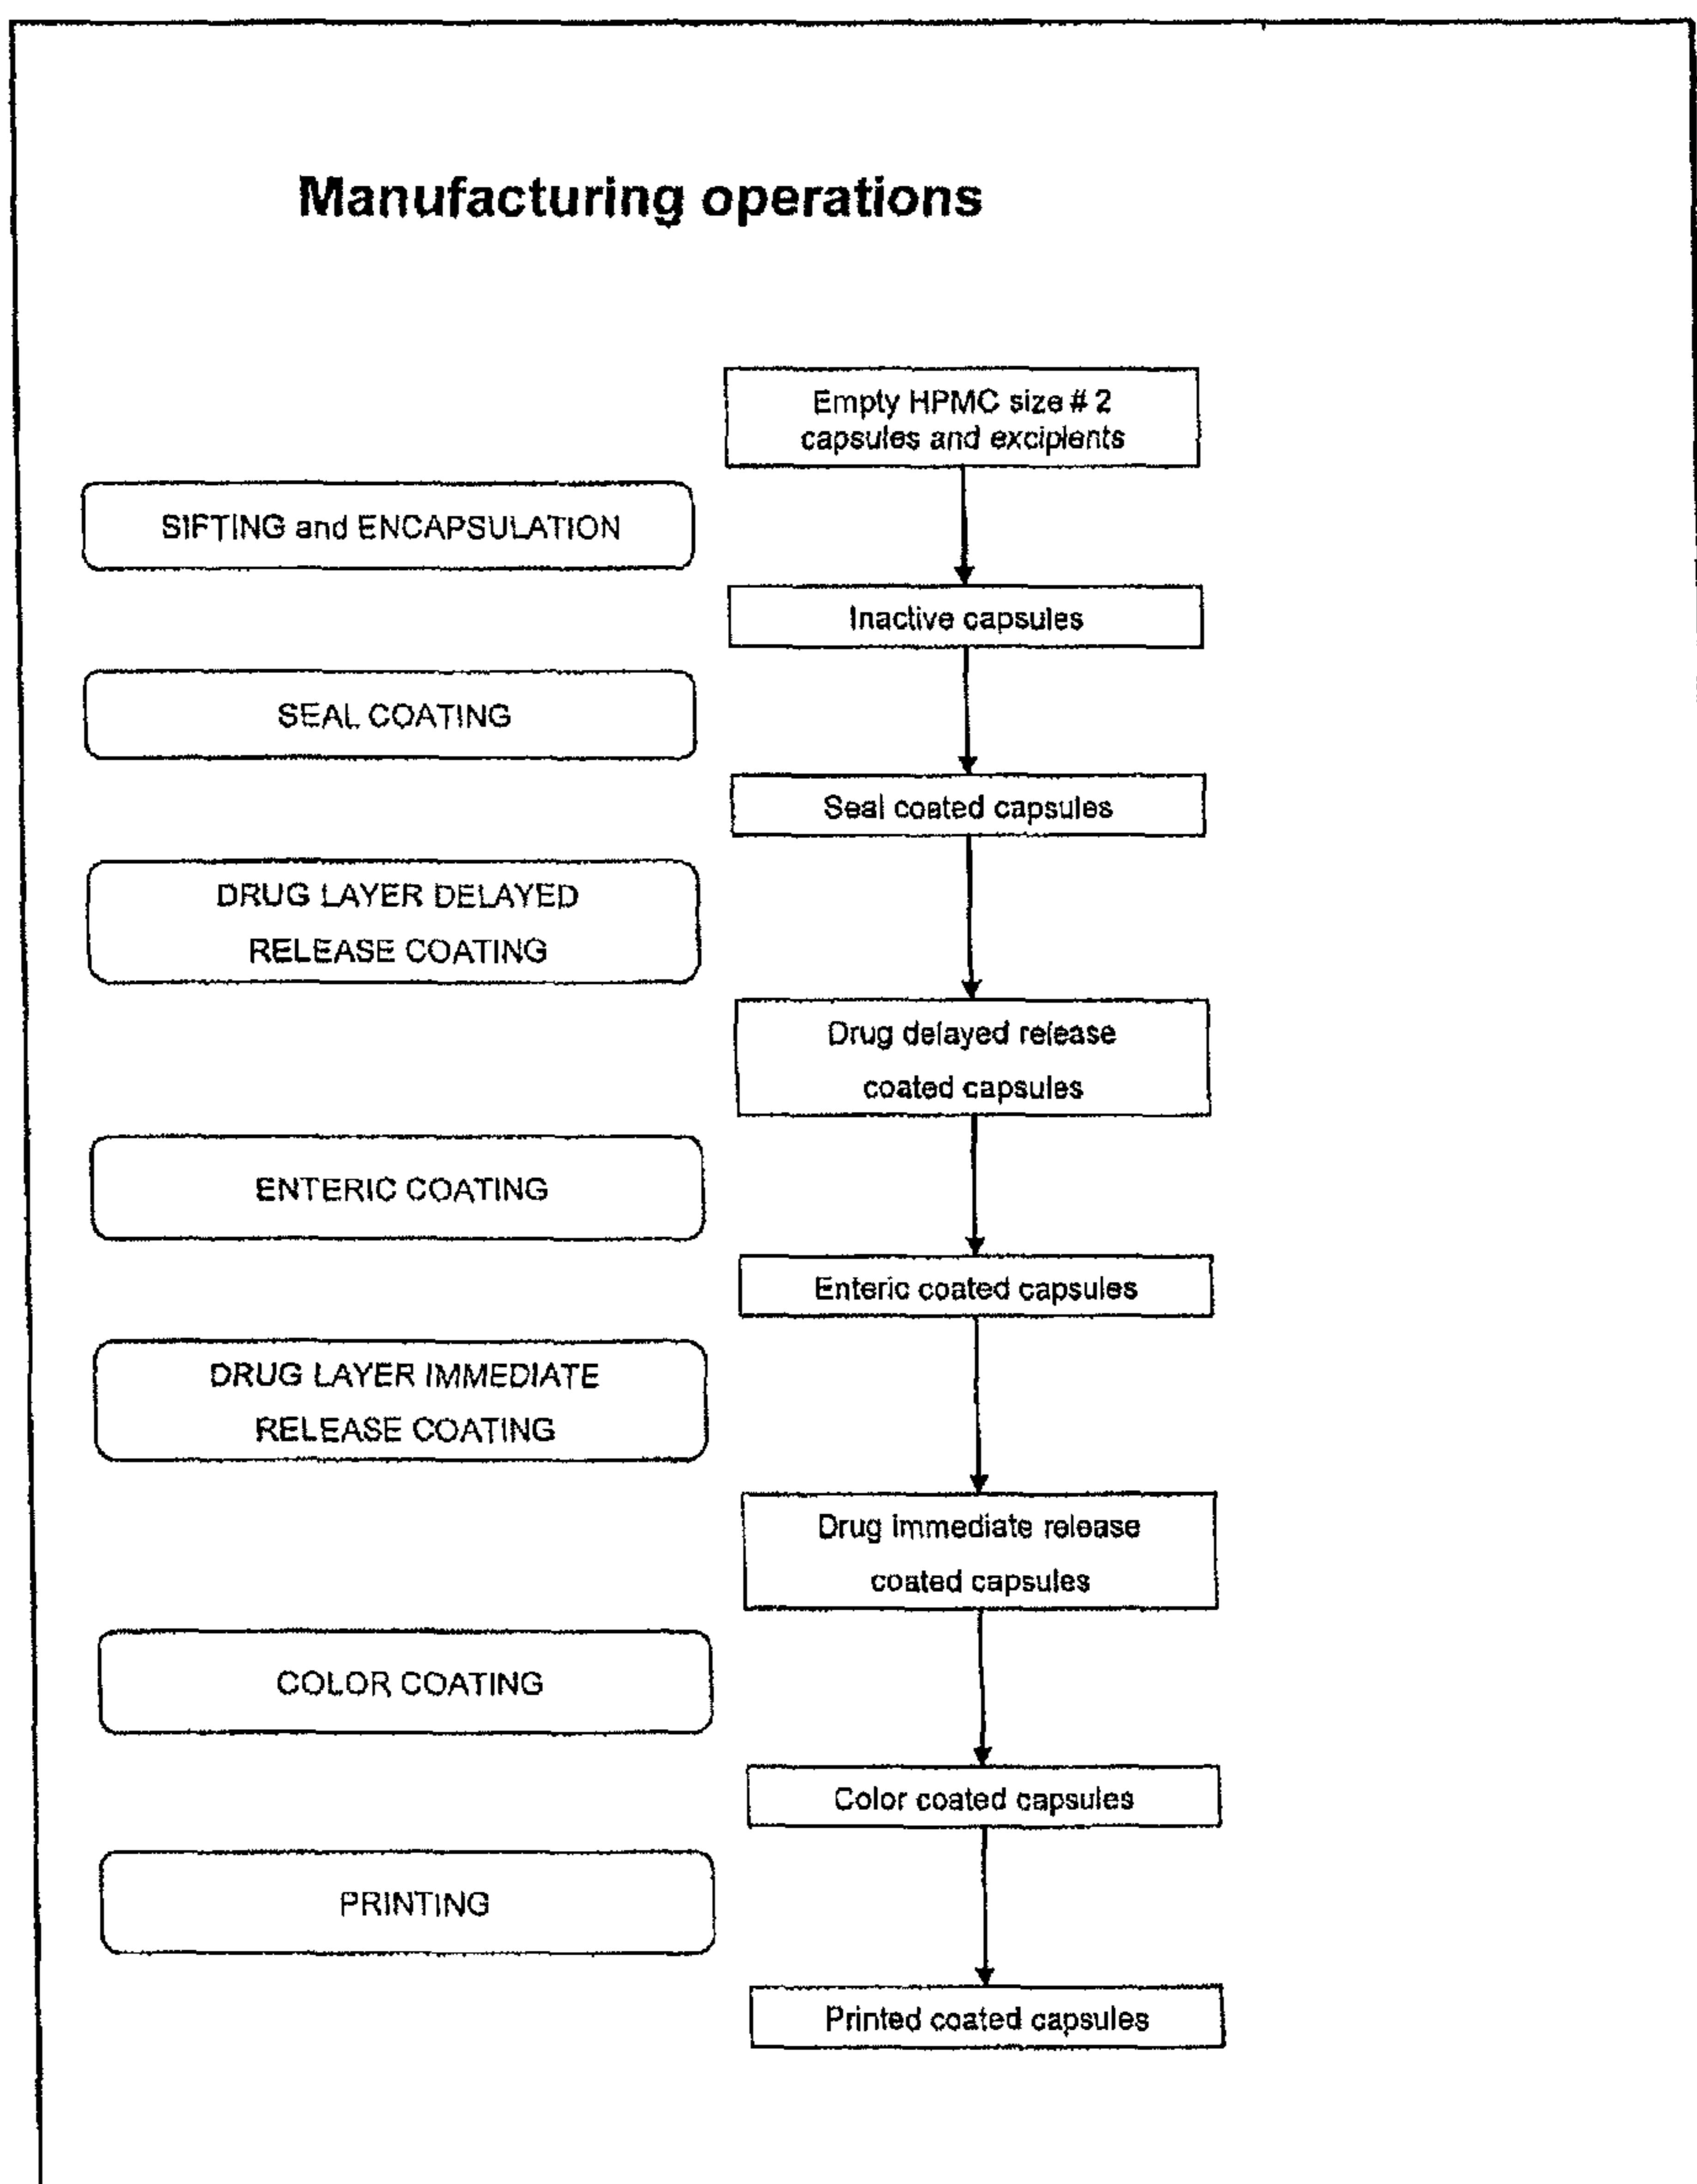 Manufacturing operations
Empty HPMC size # 2
capsules and excipients
SIFTING and ENCAPSULATION
Inactive capsules
SEAL COATING
Seal coated capsules
DRUG LAYER DELAYED
RELEASE COATING
Drug delayed release
coated capsules
ENTERIC COATING
Enteric coated capsules
DRUG LAYER IMMEDIATE
RELEASE COATING
Drug immediate release
coated capsules
COLOR COATING
Color coated capsules
PRINTING
Printed coated capsules